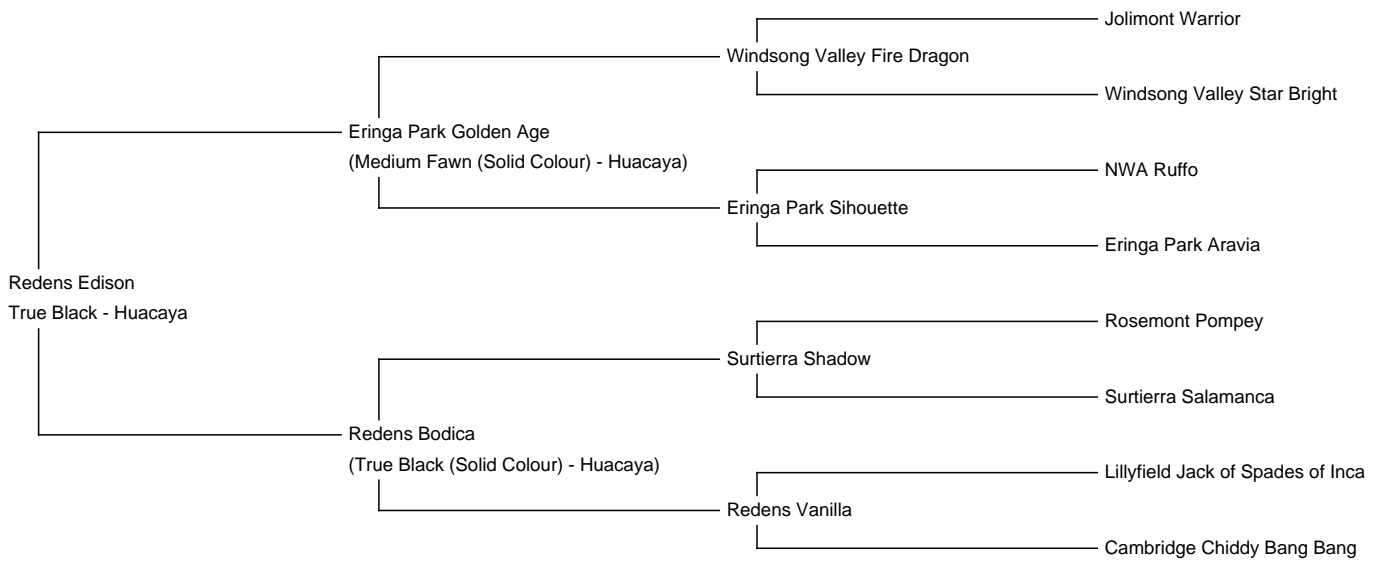 Jolimont Warrior
Windsong Valley Fire Dragon
Windsong Valley Star Bright
Eringa Park Golden Age
(Medium Fawn (Solid Colour) - Huacaya)
NWA Ruffo
Eringa Park Sihouette
Eringa Park Aravia
Redens Edison
True Black - Huacaya
Rosemont Pompey
Surtierra Shadow
Surtierra Salamanca
Redens Bodica
(True Black (Solid Colour) - Huacaya)
Lillyfield Jack of Spades of Inca
Redens Vanilla
Cambridge Chiddy Bang Bang